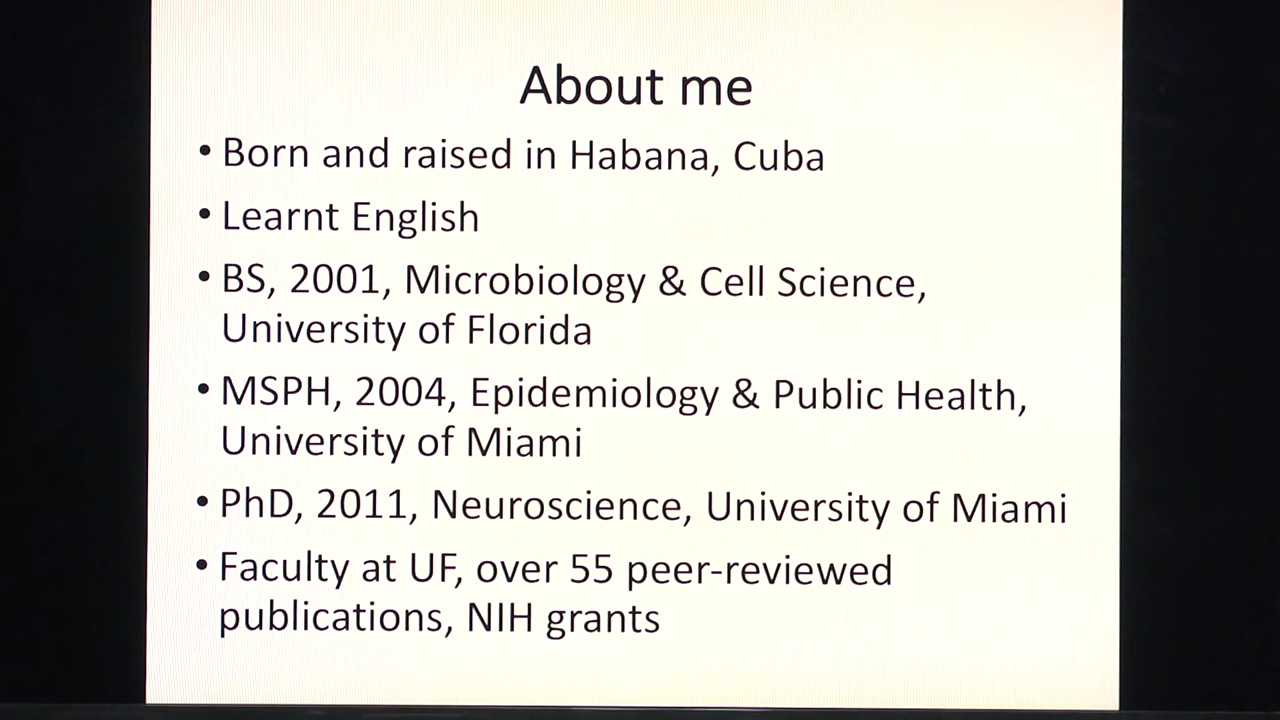 About me
• Born and raised in Habana, Cuba
• Learnt English
• BS, 2001, Microbiology & Cell Science,
University of Florida
• MSPH, 2004, Epidemiology & Public Health,
University of Miami
• PhD, 2011, Neuroscience, University of Miami
• Faculty at UF, over 55 peer-reviewed
publications, NIH grants